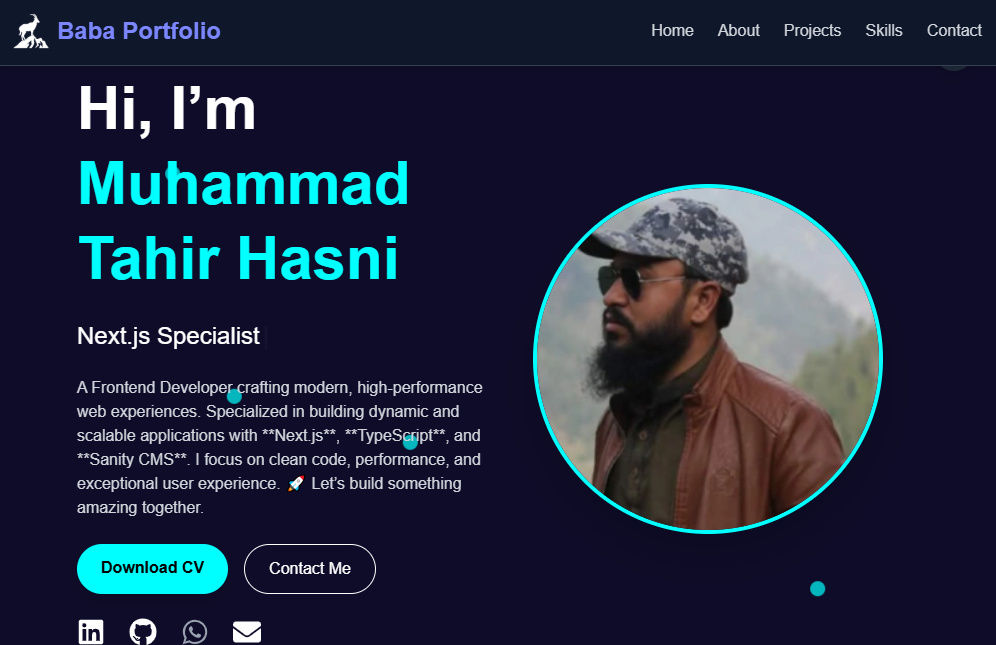 Baba Portfolio
Home About Projects Skills Contact
Hi, I’m
Muhammad
Tahir Hasni
Next.js Specialist
A Frontend Developer crafting modern, high-performance
web experiences. Specialized in building dynamic and
scalable applications with **Next.js**, **TypeScript**, and
**Sanity CMS**. I focus on clean code, performance, and
exceptional user experience. 🚀 Let’s build something
amazing together.
Download CV Contact Me
in